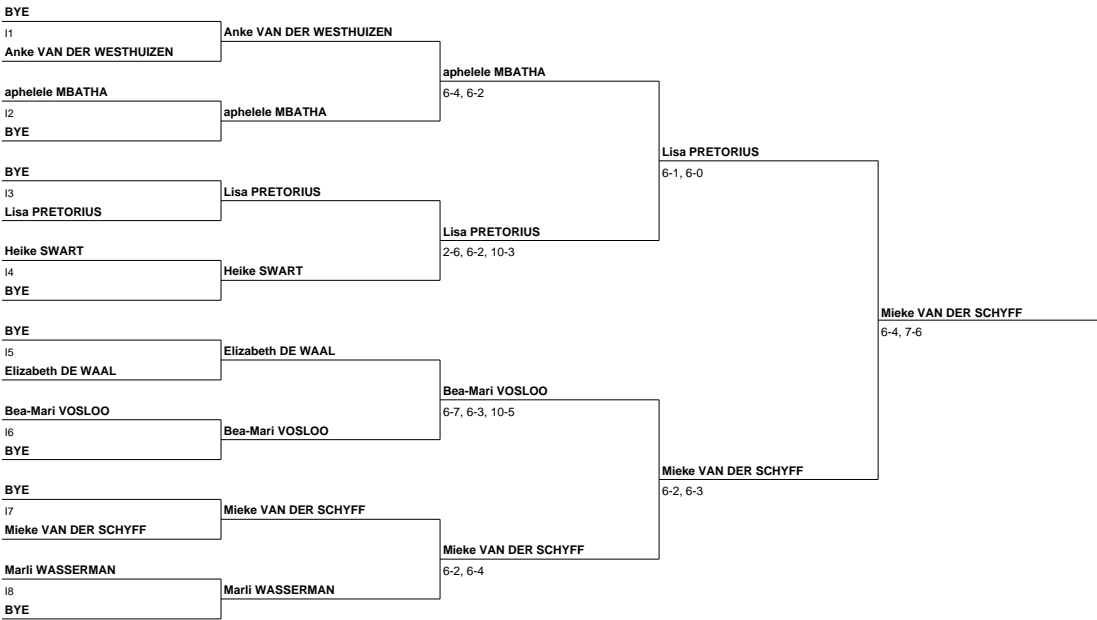 BYE
I1
Anke VAN DER WESTHUIZEN
aphelele MBATHA
I2
BYE
BYE
I3
Lisa PRETORIUS
Heike SWART
I4
BYE
BYE
I5
Elizabeth DE WAAL
Bea-Mari VOSLOO
I6
BYE
BYE
I7
Mieke VAN DER SCHYFF
Marli WASSERMAN
I8
BYE
Anke VAN DER WESTHUIZEN
aphelele MBATHA
Lisa PRETORIUS
Heike SWART
Elizabeth DE WAAL
Bea-Mari VOSLOO
Mieke VAN DER SCHYFF
Marli WASSERMAN
aphelele MBATHA
6-4, 6-2
Lisa PRETORIUS
2-6, 6-2, 10-3
Bea-Mari VOSLOO
6-7, 6-3, 10-5
Mieke VAN DER SCHYFF
6-2, 6-4
Lisa PRETORIUS
6-1, 6-0
Mieke VAN DER SCHYFF
6-2, 6-3
Mieke VAN DER SCHYFF
6-4, 7-6